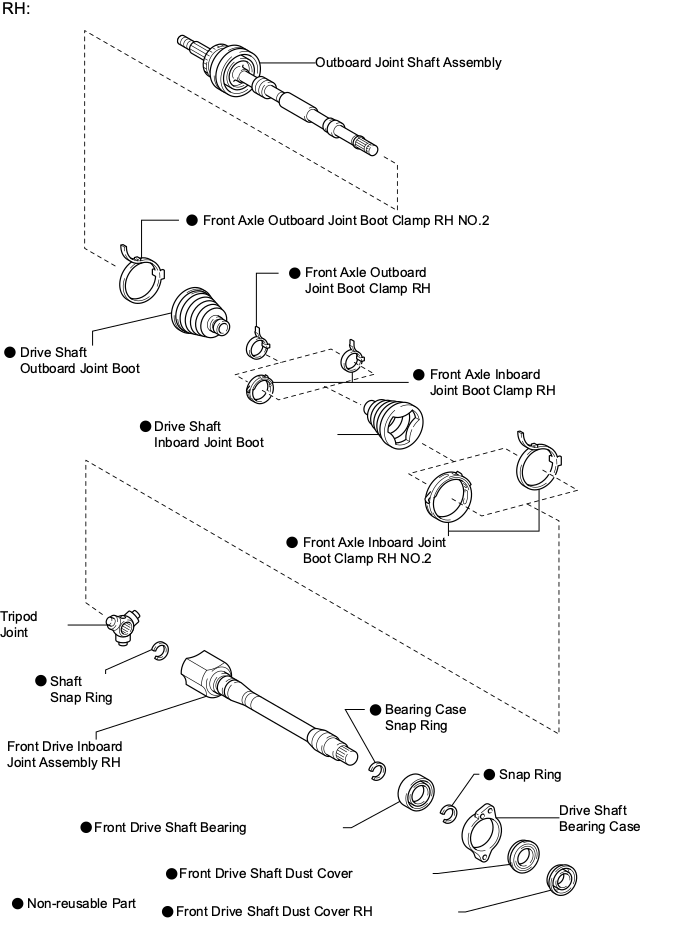 RH:
Outboard Joint Shaft Assembly
● Front Axle Outboard Joint Boot Clamp RH NO.2
● Front Axle Outboard
Joint Boot Clamp RH
● Drive Shaft
Outboard Joint Boot
● Front Axle Inboard
Joint Boot Clamp RH
● Drive Shaft
Inboard Joint Boot
● Front Axle Inboard Joint
Boot Clamp RH NO.2
Tripod
Joint
● Shaft
Snap Ring
● Bearing Case
Snap Ring
Front Drive Inboard
Joint Assembly RH
● Snap Ring
Drive Shaft
Bearing Case
● Front Drive Shaft Bearing
● Front Drive Shaft Dust Cover
● Non-reusable Part
● Front Drive Shaft Dust Cover RH